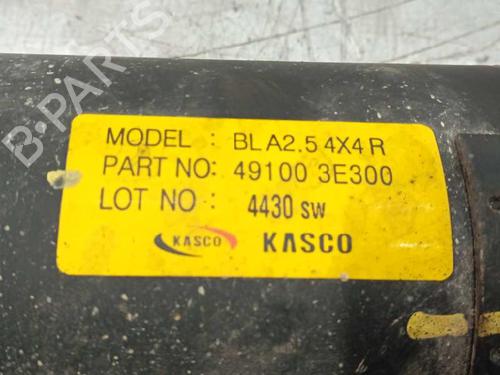 MODEL : BL A2.5 4X4 R
PART NO: 49100 3E300
LOT NO : 4430 SW
KASCO KASCO
B-PARTS